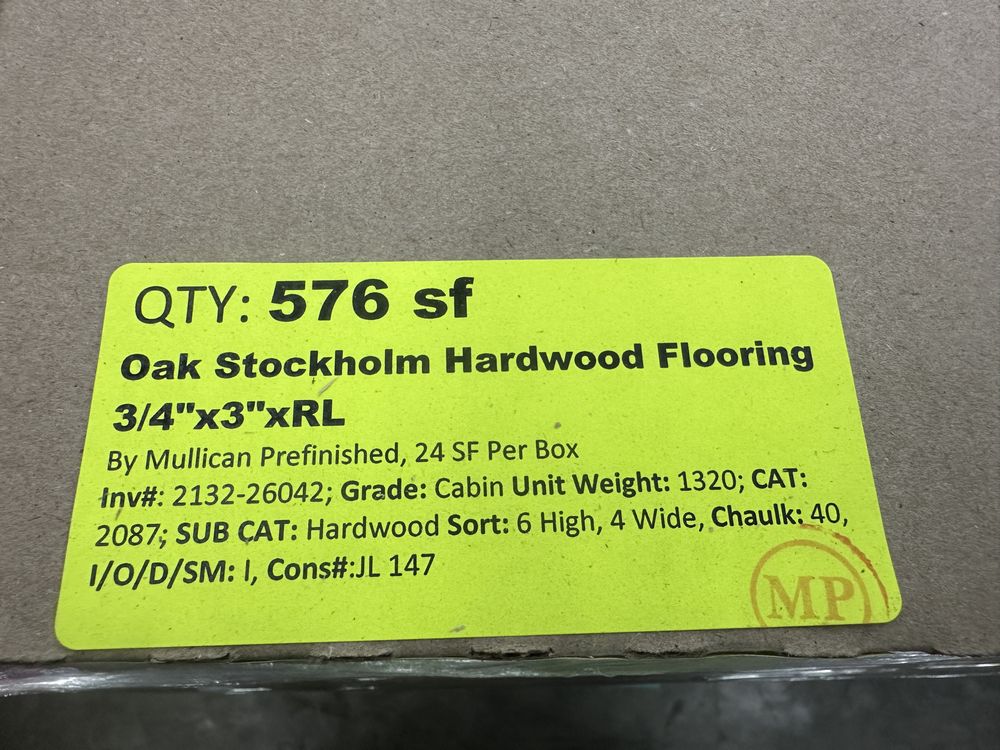 QTY: 576 sf
Oak Stockholm Hardwood Flooring
3/4"x3"xRL
By Mullican Prefinished, 24 SF Per Box
Inv#: 2132-26042; Grade: Cabin Unit Weight: 1320; CAT:
2087; SUB CAT: Hardwood Sort: 6 High, 4 Wide, Chaulk: 40,
I/O/D/SM: I, Cons#:JL 147
MP